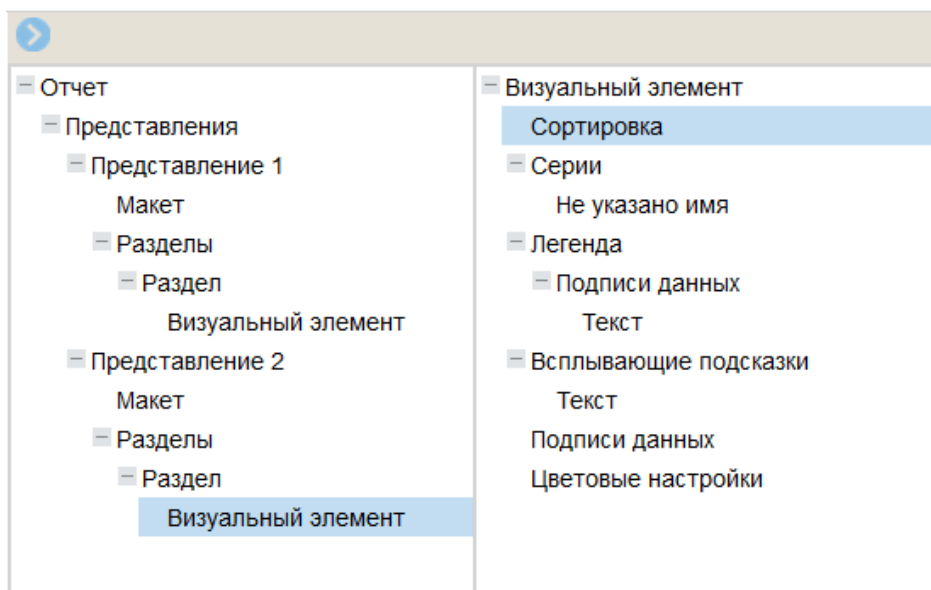 Отчет
Представления
Представление 1
Макет
Разделы
Раздел
Визуальный элемент
Представление 2
Макет
Разделы
Раздел
Визуальный элемент
Визуальный элемент
Сортировка
Серии
Не указано имя
Легенда
Подписи данных
Текст
Всплывающие подсказки
Текст
Подписи данных
Цветовые настройки